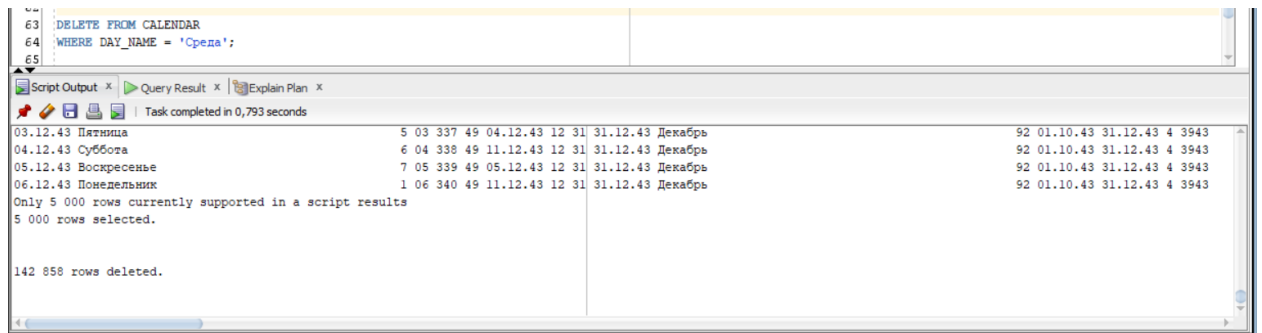 62
63 DELETE FROM CALENDAR
64 WHERE DAY_NAME = 'Среда';
65
Script Output x Query Result x Explain Plan x
Task completed in 0,793 seconds
03.12.43 Пятница 5 03 337 49 04.12.43 12 31 31.12.43 Декабрь 92 01.10.43 31.12.43 4 3943
04.12.43 Суббота 6 04 338 49 11.12.43 12 31 31.12.43 Декабрь 92 01.10.43 31.12.43 4 3943
05.12.43 Воскресенье 7 05 339 49 05.12.43 12 31 31.12.43 Декабрь 92 01.10.43 31.12.43 4 3943
06.12.43 Понедельник 1 06 340 49 11.12.43 12 31 31.12.43 Декабрь 92 01.10.43 31.12.43 4 3943
Only 5 000 rows currently supported in a script results
5 000 rows selected.
142 858 rows deleted.